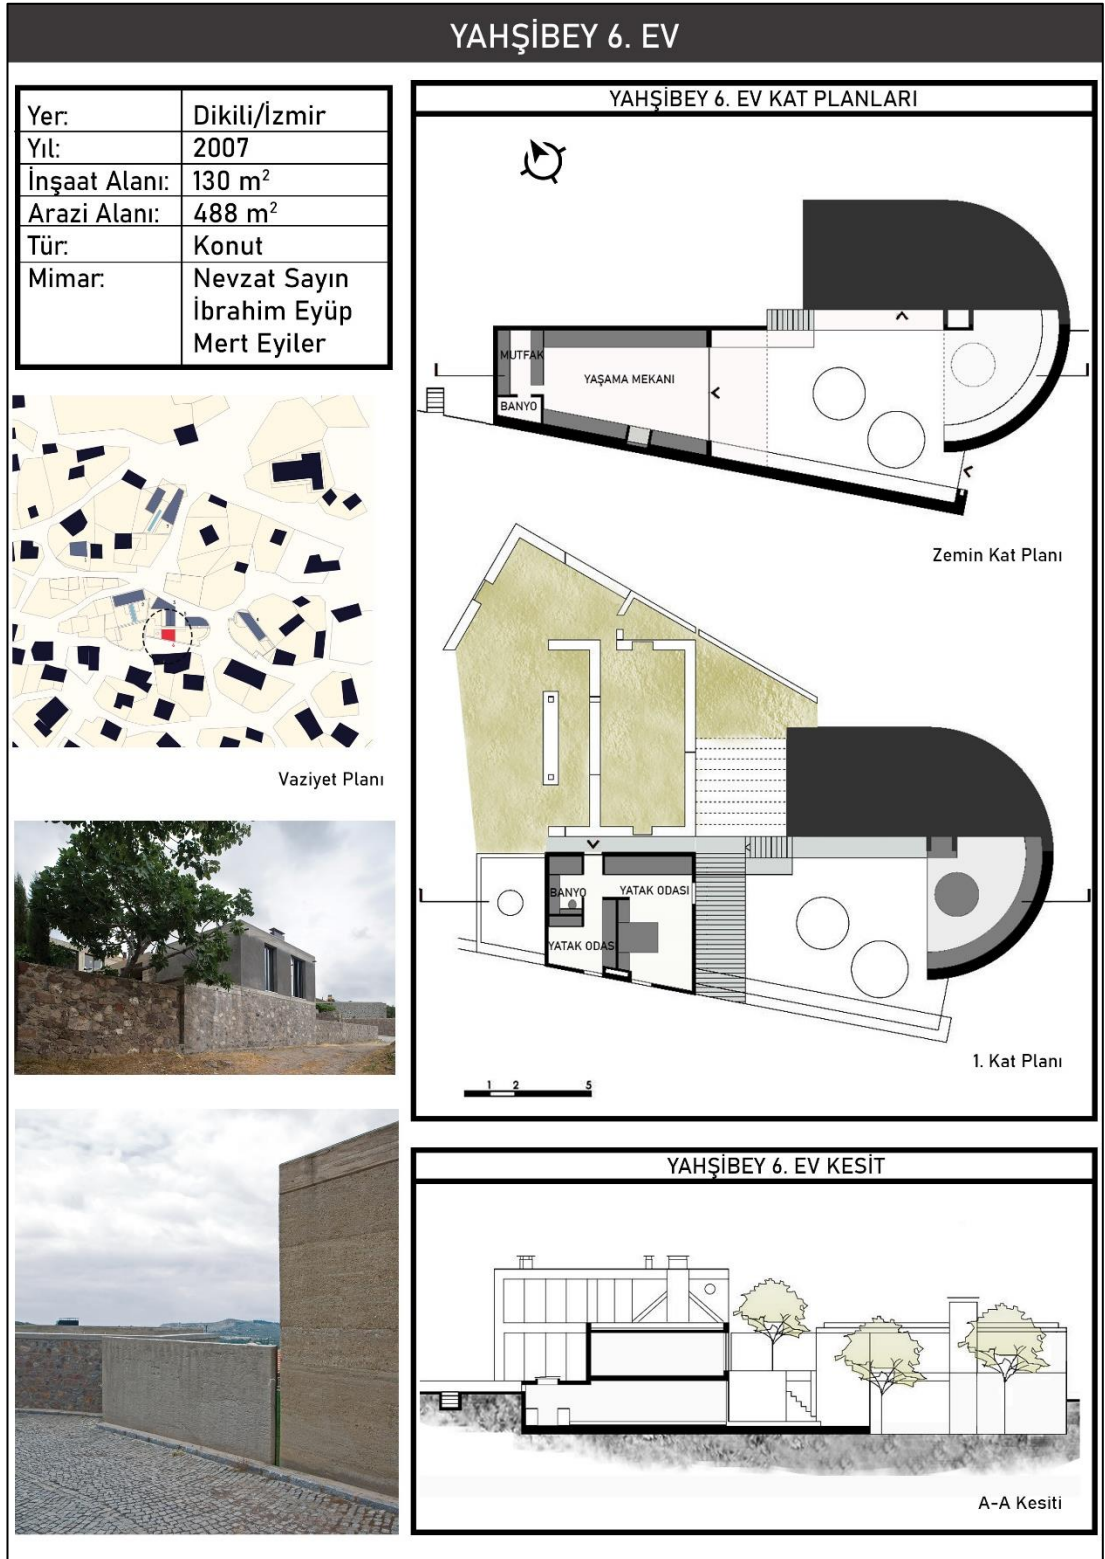 YAHŞİBEY 6. EV
Yer: Dikili/İzmir
Yıl: 2007
İnşaat Alanı: 130 m²
Arazi Alanı: 488 m²
Tür: Konut
Mimar: Nevzat Sayın
İbrahim Eyüp
Mert Eyiler
Vaziyet Planı
YAHŞİBEY 6. EV KAT PLANLARI
MUTFAK
YAŞAMA MEKANI
BANYO
Zemin Kat Planı
BANYO
YATAK ODASI
YATAK ODASI
1. Kat Planı
1 2 5
YAHŞİBEY 6. EV KESİT
A-A Kesiti